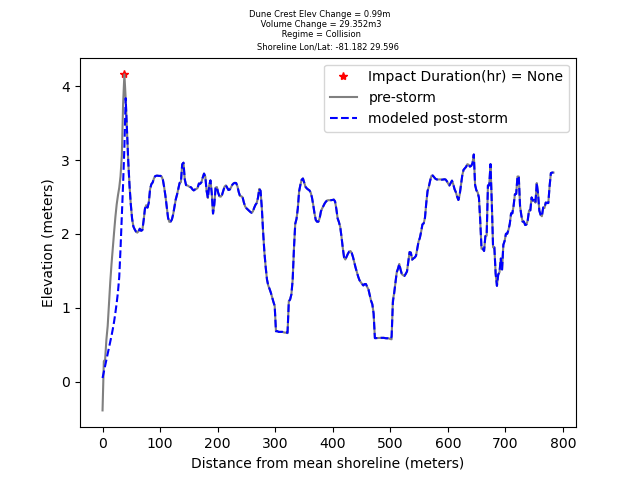 Dune Crest Elev Change = 0.99m
Volume Change = 29.352m3
Regime = Collision
Shoreline Lon/Lat: -81.182 29.596
Impact Duration(hr) = None
pre-storm
modeled post-storm
Elevation (meters)
4
3
2
1
0
0 100 200 300 400 500 600 700 800
Distance from mean shoreline (meters)